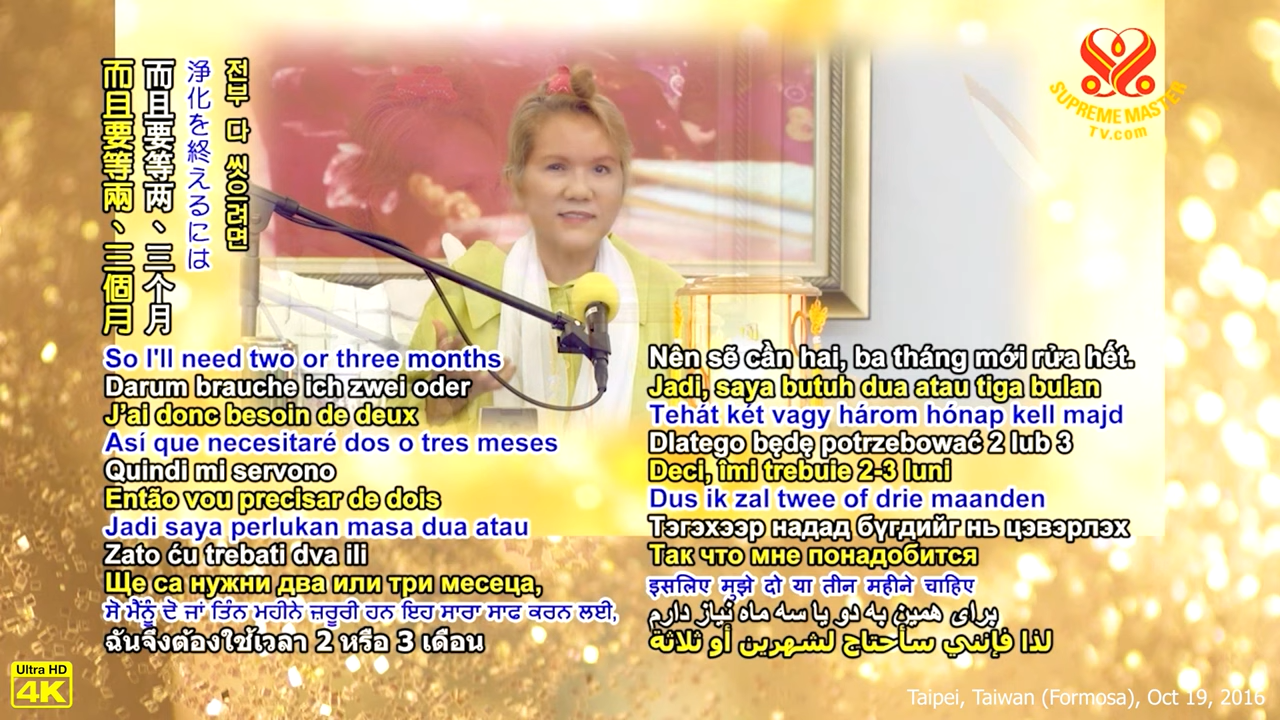 而且要等兩、三個月
而且要等两、三个月
浄化を終えるには
전부 다 씻으려면
SUPREME MASTER
TV.com
So I'll need two or three months
Darum brauche ich zwei oder
J'ai donc besoin de deux
Así que necesitaré dos o tres meses
Quindi mi servono
Então vou precisar de dois
Jadi saya perlukan masa dua atau
Zato ću trebati dva ili
Ще са нужни два или три месеца,
ਸੋ ਮੈਨੂੰ ਦੋ ਜਾਂ ਤਿੰਨ ਮਹੀਨੇ ਜ਼ਰੂਰੀ ਹਨ ਇਹ ਸਾਰਾ ਸਾਫ ਕਰਨ ਲਈ,
ฉันจึงต้องใช้เวลา 2 หรือ 3 เดือน
Nên sẽ cần hai, ba tháng mới rửa hết.
Jadi, saya butuh dua atau tiga bulan
Tehát két vagy három hónap kell majd
Dlatego będę potrzebować 2 lub 3
Deci, îmi trebuie 2-3 luni
Dus ik zal twee of drie maanden
Тэгэхээр надад бүгдийг нь цэвэрлэх
Так что мне понадобится
इसलिए मुझे दो या तीन महीने चाहिए
برای همین به دو یا سه ماه نیاز دارم
لذا فإنني سأحتاج لشهرين أو ثلاثة
Ultra HD
4K
Taipei, Taiwan (Formosa), Oct 19, 2016